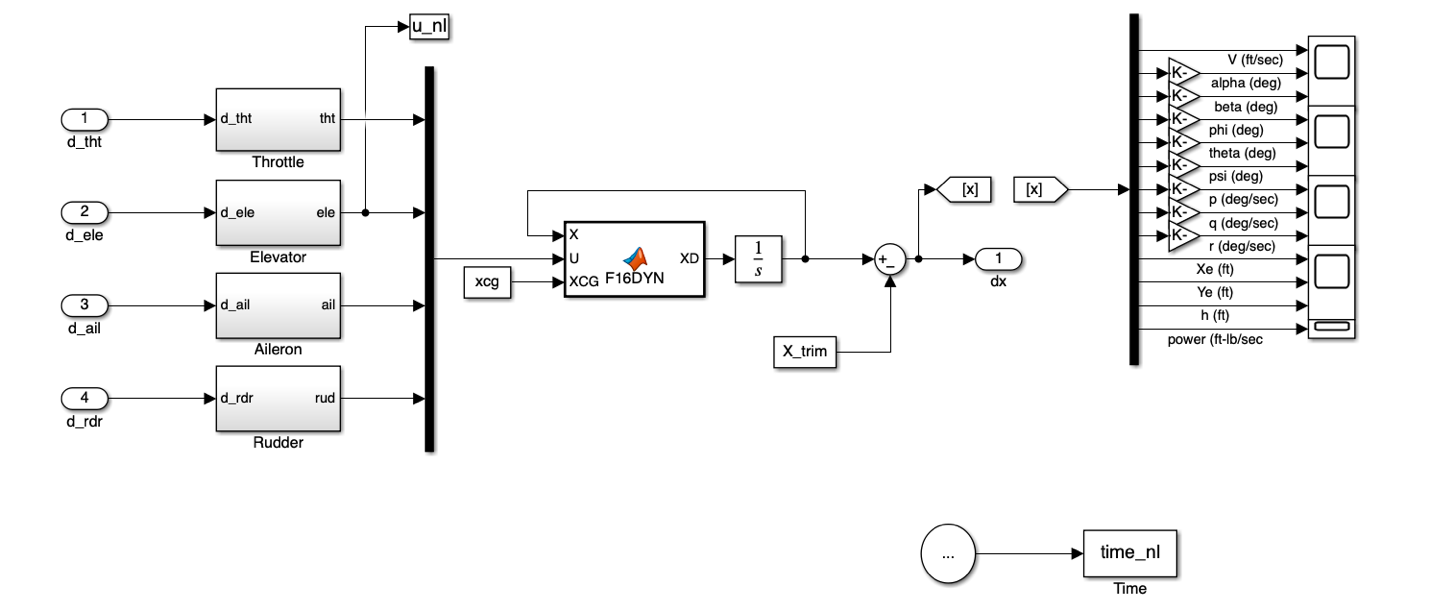 u_nl
1
d_tht
d_tht
tht
Throttle
2
d_ele
d_ele
ele
Elevator
3
d_ail
d_ail
ail
Aileron
4
d_rdr
d_rdr
rud
Rudder
xcg
X
U
XCG
F16DYN
XD
1
s
+
_
X_trim
[x]
[x]
1
dx
V (ft/sec)
K-
alpha (deg)
K-
beta (deg)
K-
phi (deg)
K-
theta (deg)
K-
psi (deg)
K-
p (deg/sec)
K-
q (deg/sec)
K-
r (deg/sec)
Xe (ft)
Ye (ft)
h (ft)
power (ft-lb/sec
...
time_nl
Time